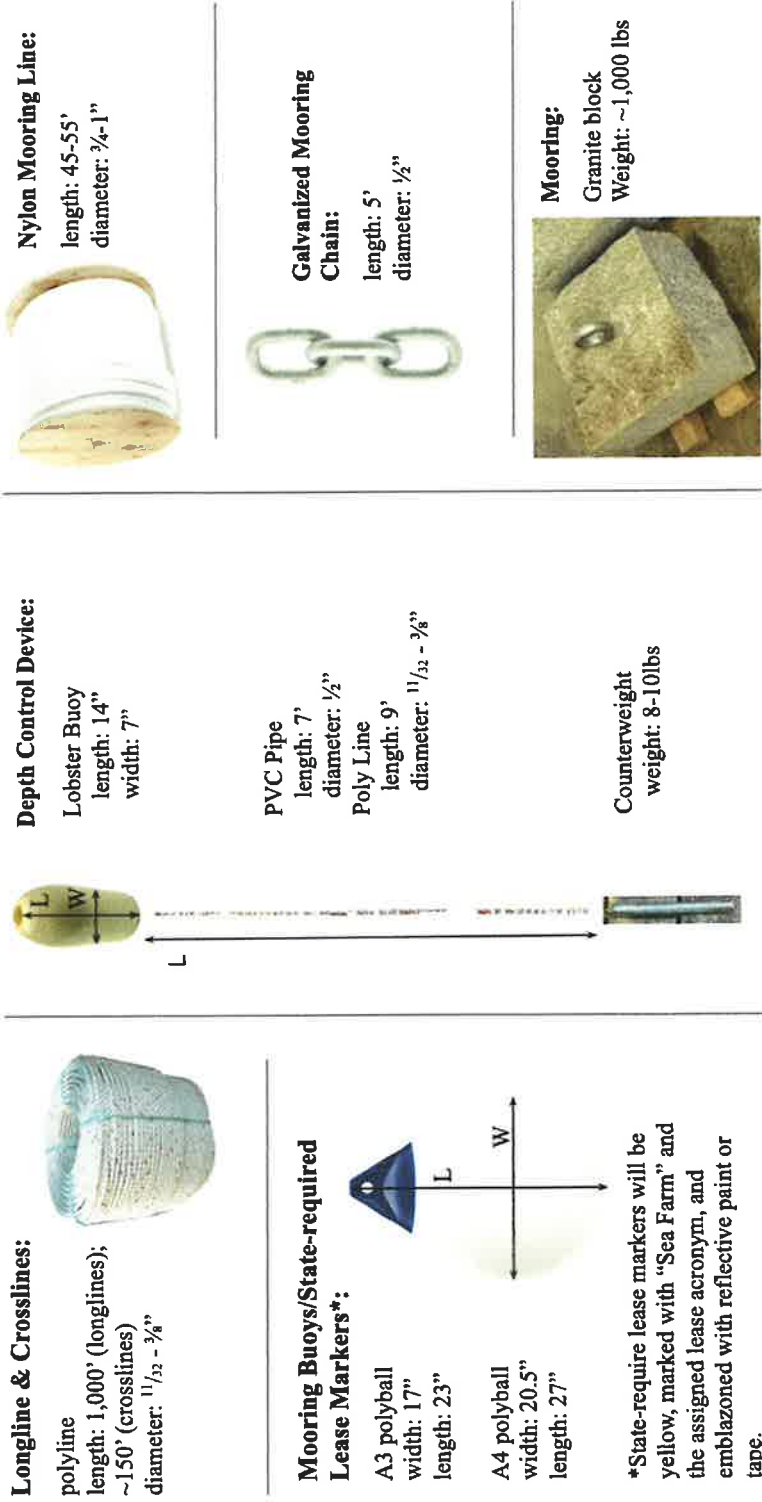 Longline & Crosslines:
polyline
length: 1,000’ (longlines);
~150’ (crosslines)
diameter: 11/32 - 3/8”
Mooring Buoys/State-required
Lease Markers*:
A3 polyball
width: 17”
length: 23”
A4 polyball
width: 20.5”
length: 27”
L
W
*State-require lease markers will be
yellow, marked with “Sea Farm” and
the assigned lease acronym, and
emblazoned with reflective paint or
tape.
Depth Control Device:
Lobster Buoy
length: 14”
width: 7”
L
W
L
PVC Pipe
length: 7’
diameter: ½”
Poly Line
length: 9’
diameter: 11/32 - 3/8”
Counterweight
weight: 8-10lbs
Nylon Mooring Line:
length: 45-55’
diameter: ¾-1”
Galvanized Mooring
Chain:
length: 5’
diameter: ½”
Mooring:
Granite block
Weight: ~1,000 lbs